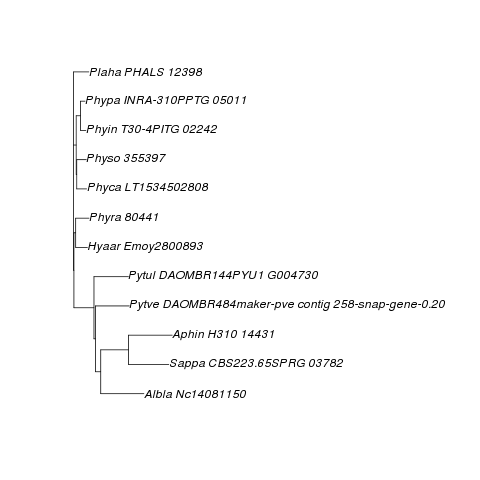 Plaha PHALS 12398
Phypa INRA-310PPTG 05011
Phyin T30-4PITG 02242
Physo 355397
Phyca LT1534502808
Phyra 80441
Hyaar Emoy2800893
Pytul DAOMBR144PYU1 G004730
Pytve DAOMBR484maker-pve contig 258-snap-gene-0.20
Aphin H310 14431
Sappa CBS223.65SPRG 03782
Albla Nc14081150